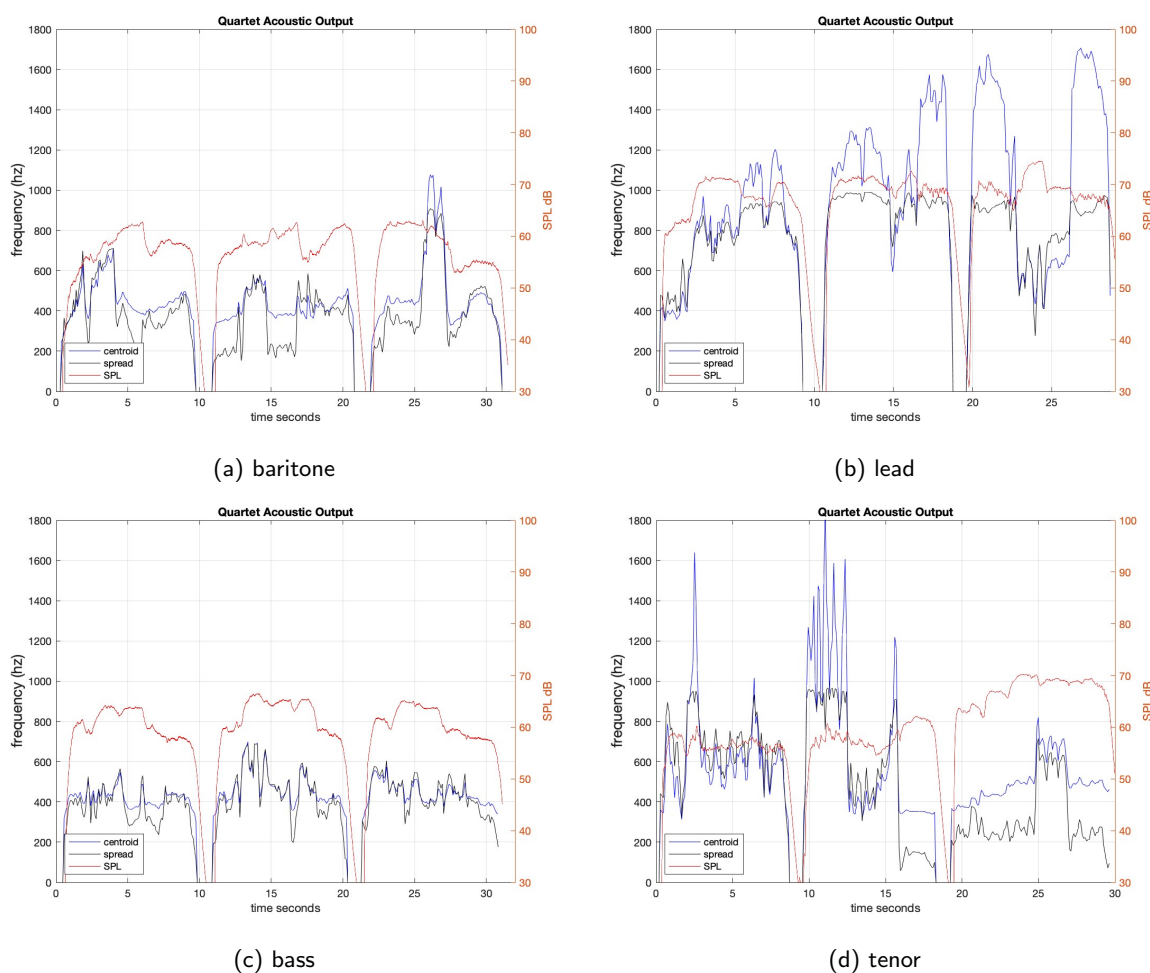 Quartet Acoustic Output
1800
1600
1400
1200
1000
800
600
400
200
0
frequency (hz)
0 5 10 15 20 25 30
time seconds
100
90
80
70
60
50
40
30
SPL dB
centroid
spread
SPL
(a) baritone
Quartet Acoustic Output
1800
1600
1400
1200
1000
800
600
400
200
0
frequency (hz)
0 5 10 15 20 25
time seconds
100
90
80
70
60
50
40
30
SPL dB
centroid
spread
SPL
(b) lead
Quartet Acoustic Output
1800
1600
1400
1200
1000
800
600
400
200
0
frequency (hz)
0 5 10 15 20 25 30
time seconds
100
90
80
70
60
50
40
30
SPL dB
centroid
spread
SPL
(c) bass
Quartet Acoustic Output
1800
1600
1400
1200
1000
800
600
400
200
0
frequency (hz)
0 5 10 15 20 25 30
time seconds
100
90
80
70
60
50
40
30
SPL dB
centroid
spread
SPL
(d) tenor